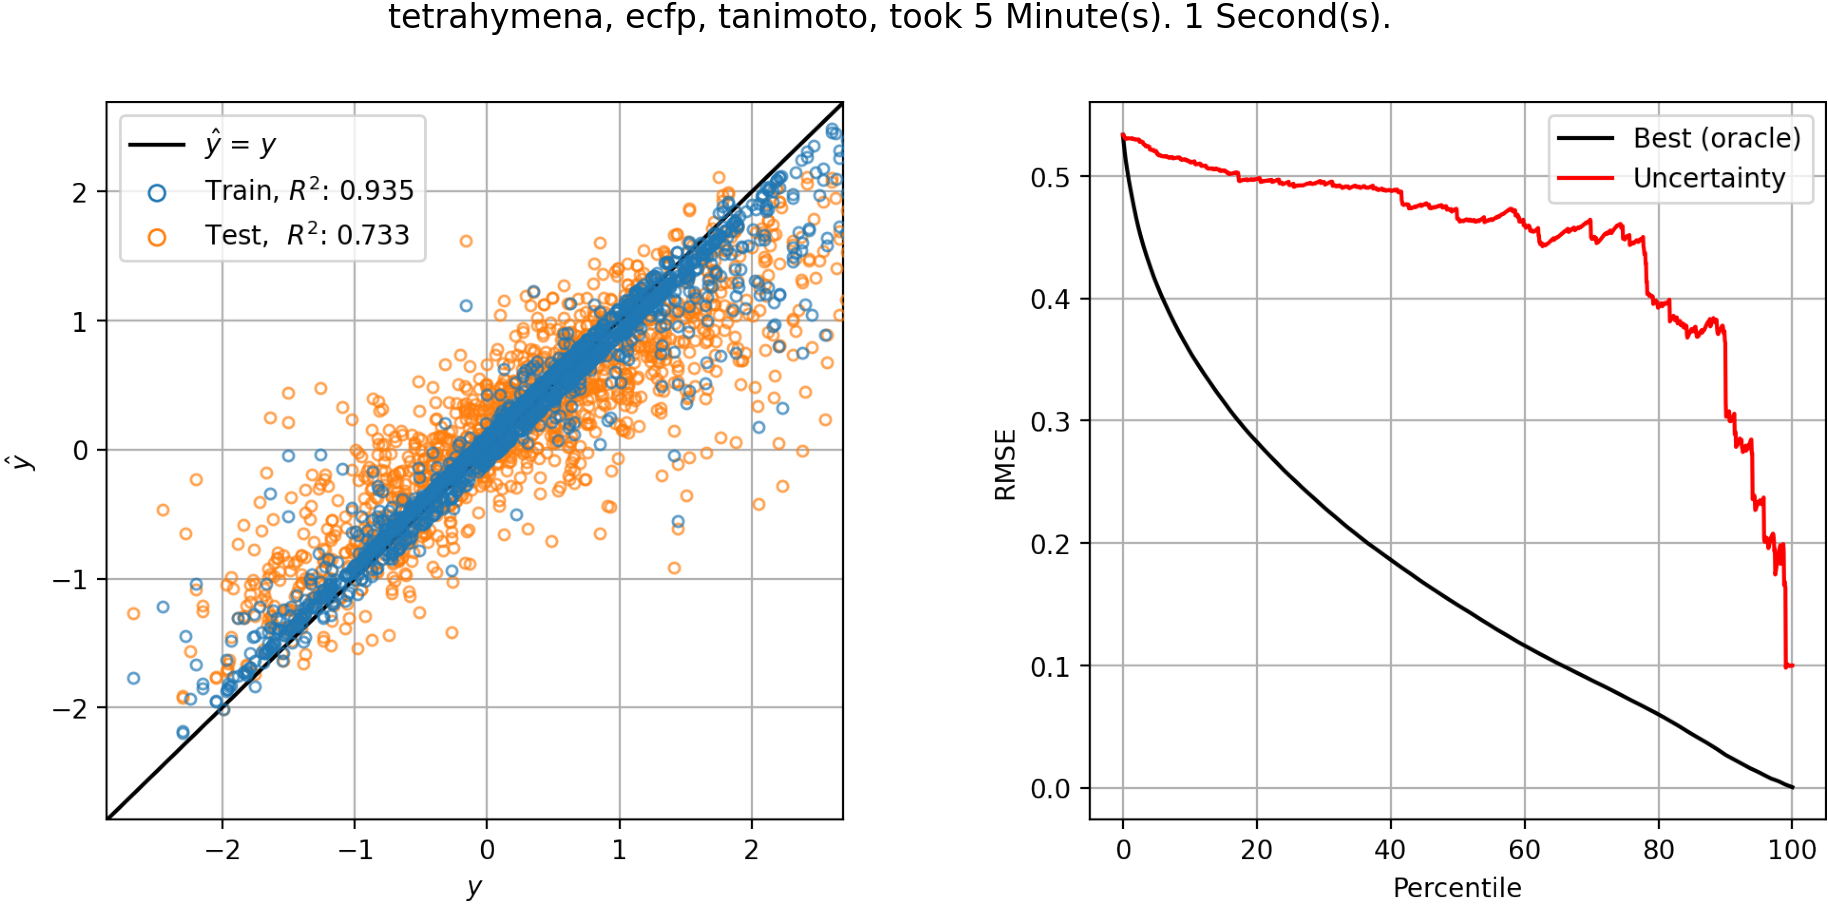 tetrahymena, ecfp, tanimoto, took 5 Minute(s). 1 Second(s).
ŷ = y
Train, R²: 0.935
Test, R²: 0.733
2
1
0
−1
−2
ŷ
−2 −1 0 1 2
y
Best (oracle)
Uncertainty
0.5
0.4
0.3
0.2
0.1
0.0
RMSE
0 20 40 60 80 100
Percentile